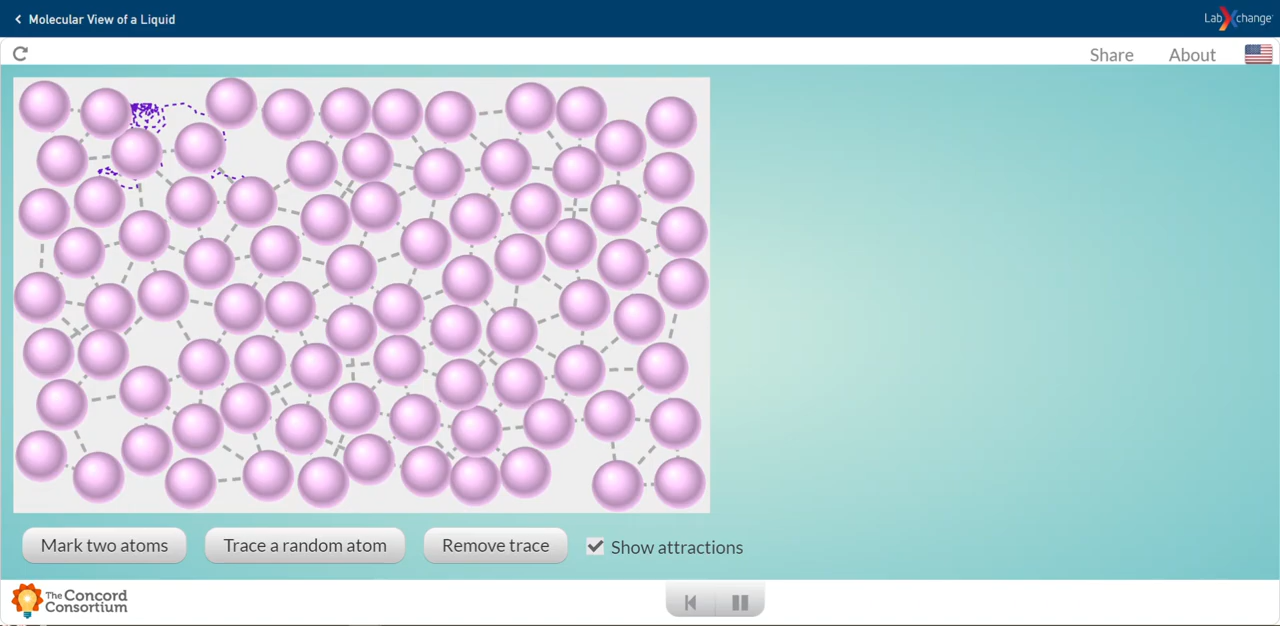 Molecular View of a Liquid
LabXchange
Share
About
Mark two atoms
Trace a random atom
Remove trace
Show attractions
The Concord
Consortium